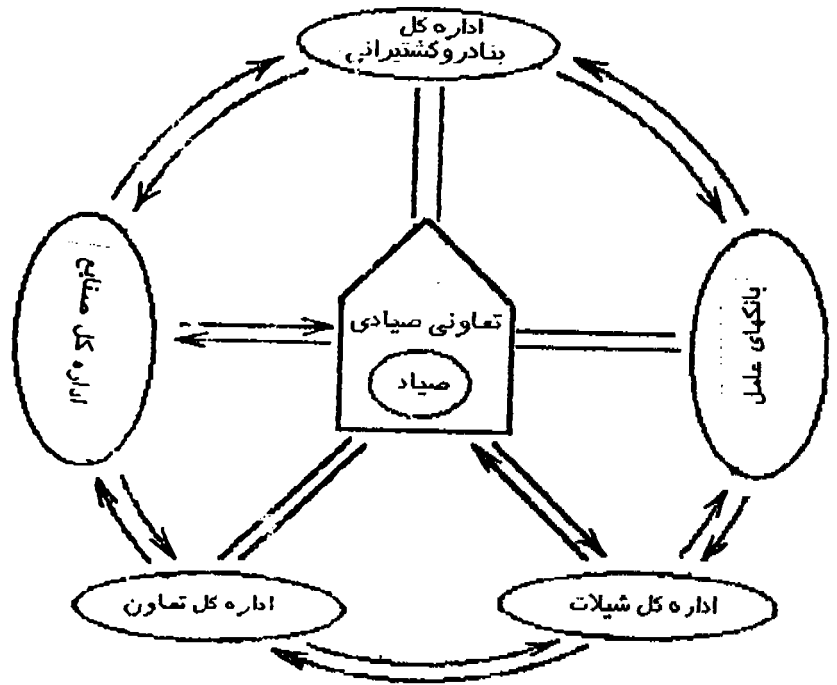 اداره کل
بنادر و کشتیرانی
اداره کل صنایع
تعاونی صیادی
صیاد
بانکهای عامل
اداره کل تعاون
اداره کل شیلات